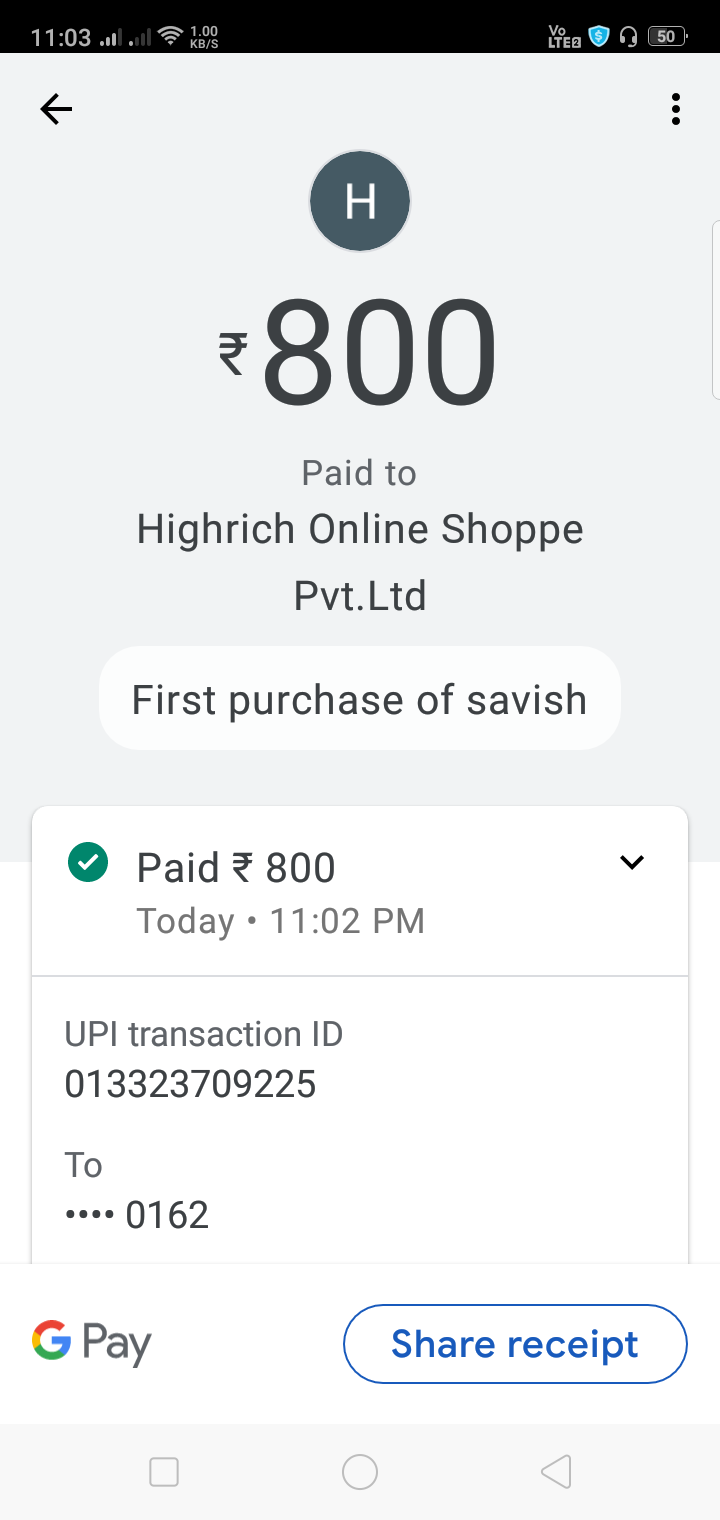 11:03 1.00 KB/S Vo LTE2 50
H
₹800
Paid to
Highrich Online Shoppe
Pvt.Ltd
First purchase of savish
Paid ₹ 800
Today • 11:02 PM
UPI transaction ID
013323709225
To
•••• 0162
G Pay
Share receipt